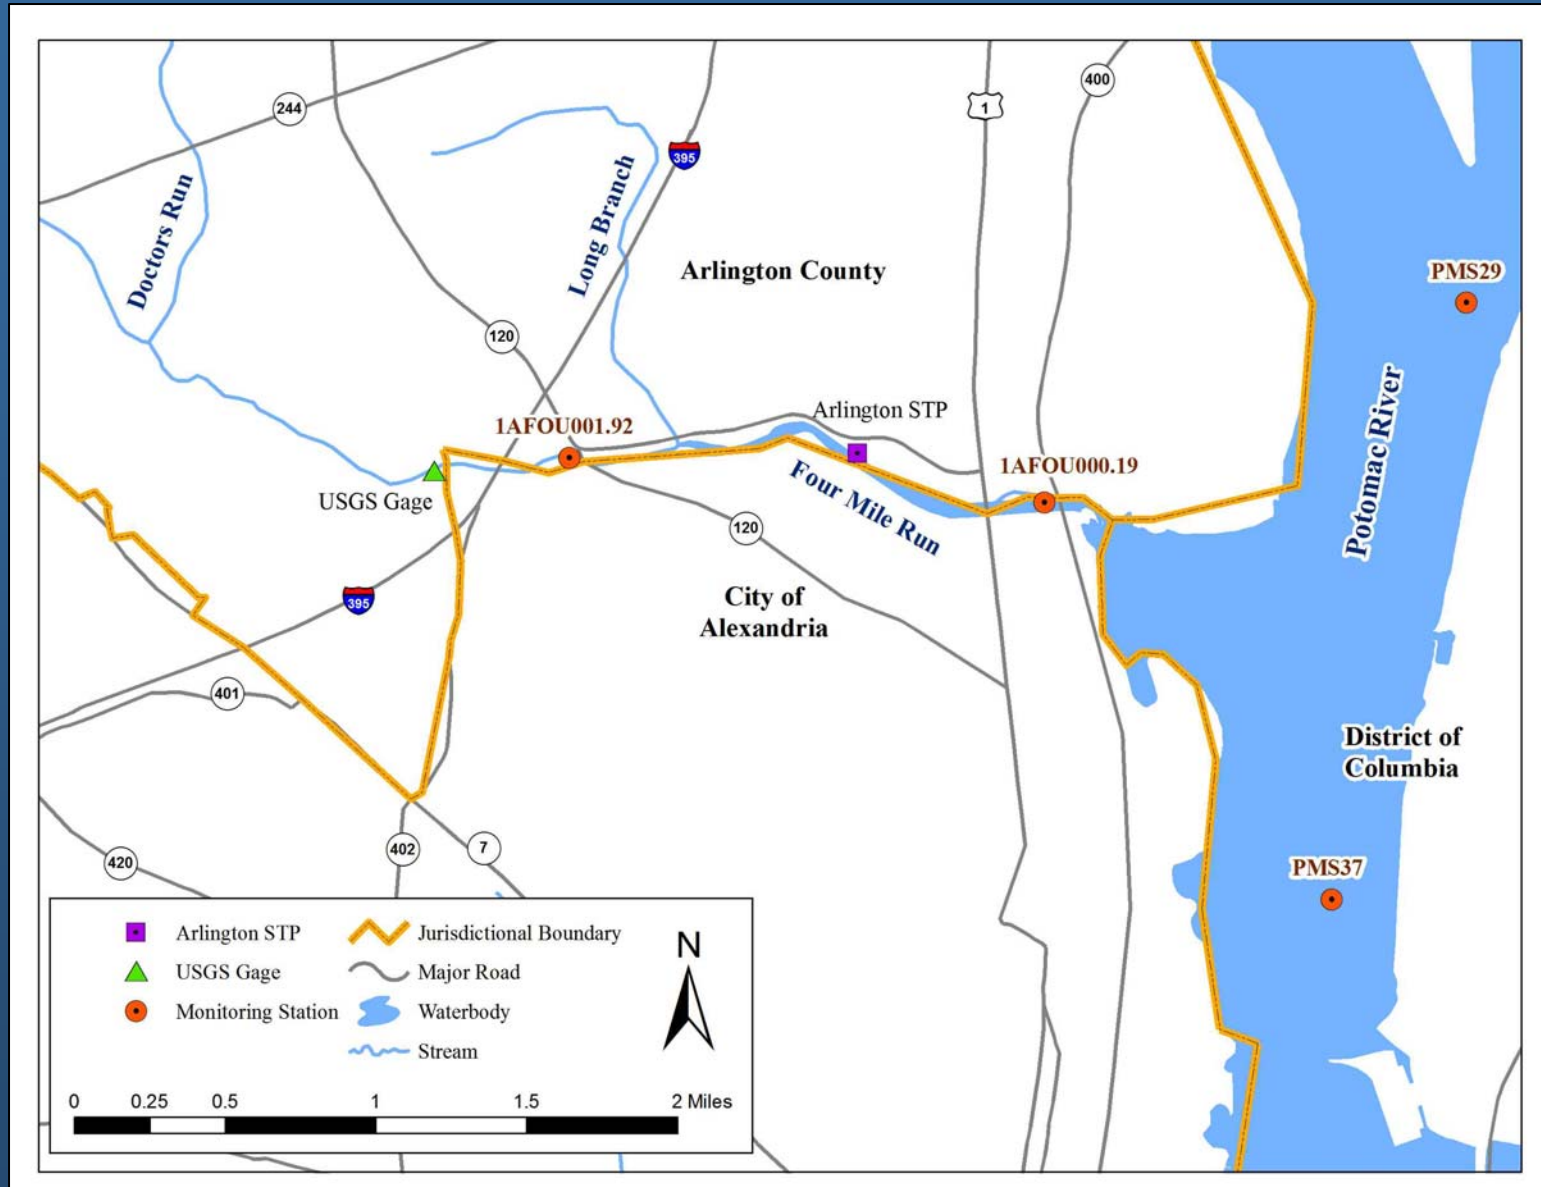 400
244
1
395
Doctors Run
Long Branch
Arlington County
PMS29
120
Arlington STP
1AFOU001.92
1AFOU000.19
Potomac River
USGS Gage
Four Mile Run
120
395
City of
Alexandria
401
District of
Columbia
420
402
7
PMS37
Arlington STP
Jurisdictional Boundary
USGS Gage
Major Road
Monitoring Station
Waterbody
Stream
N
0 0.25 0.5 1 1.5 2 Miles